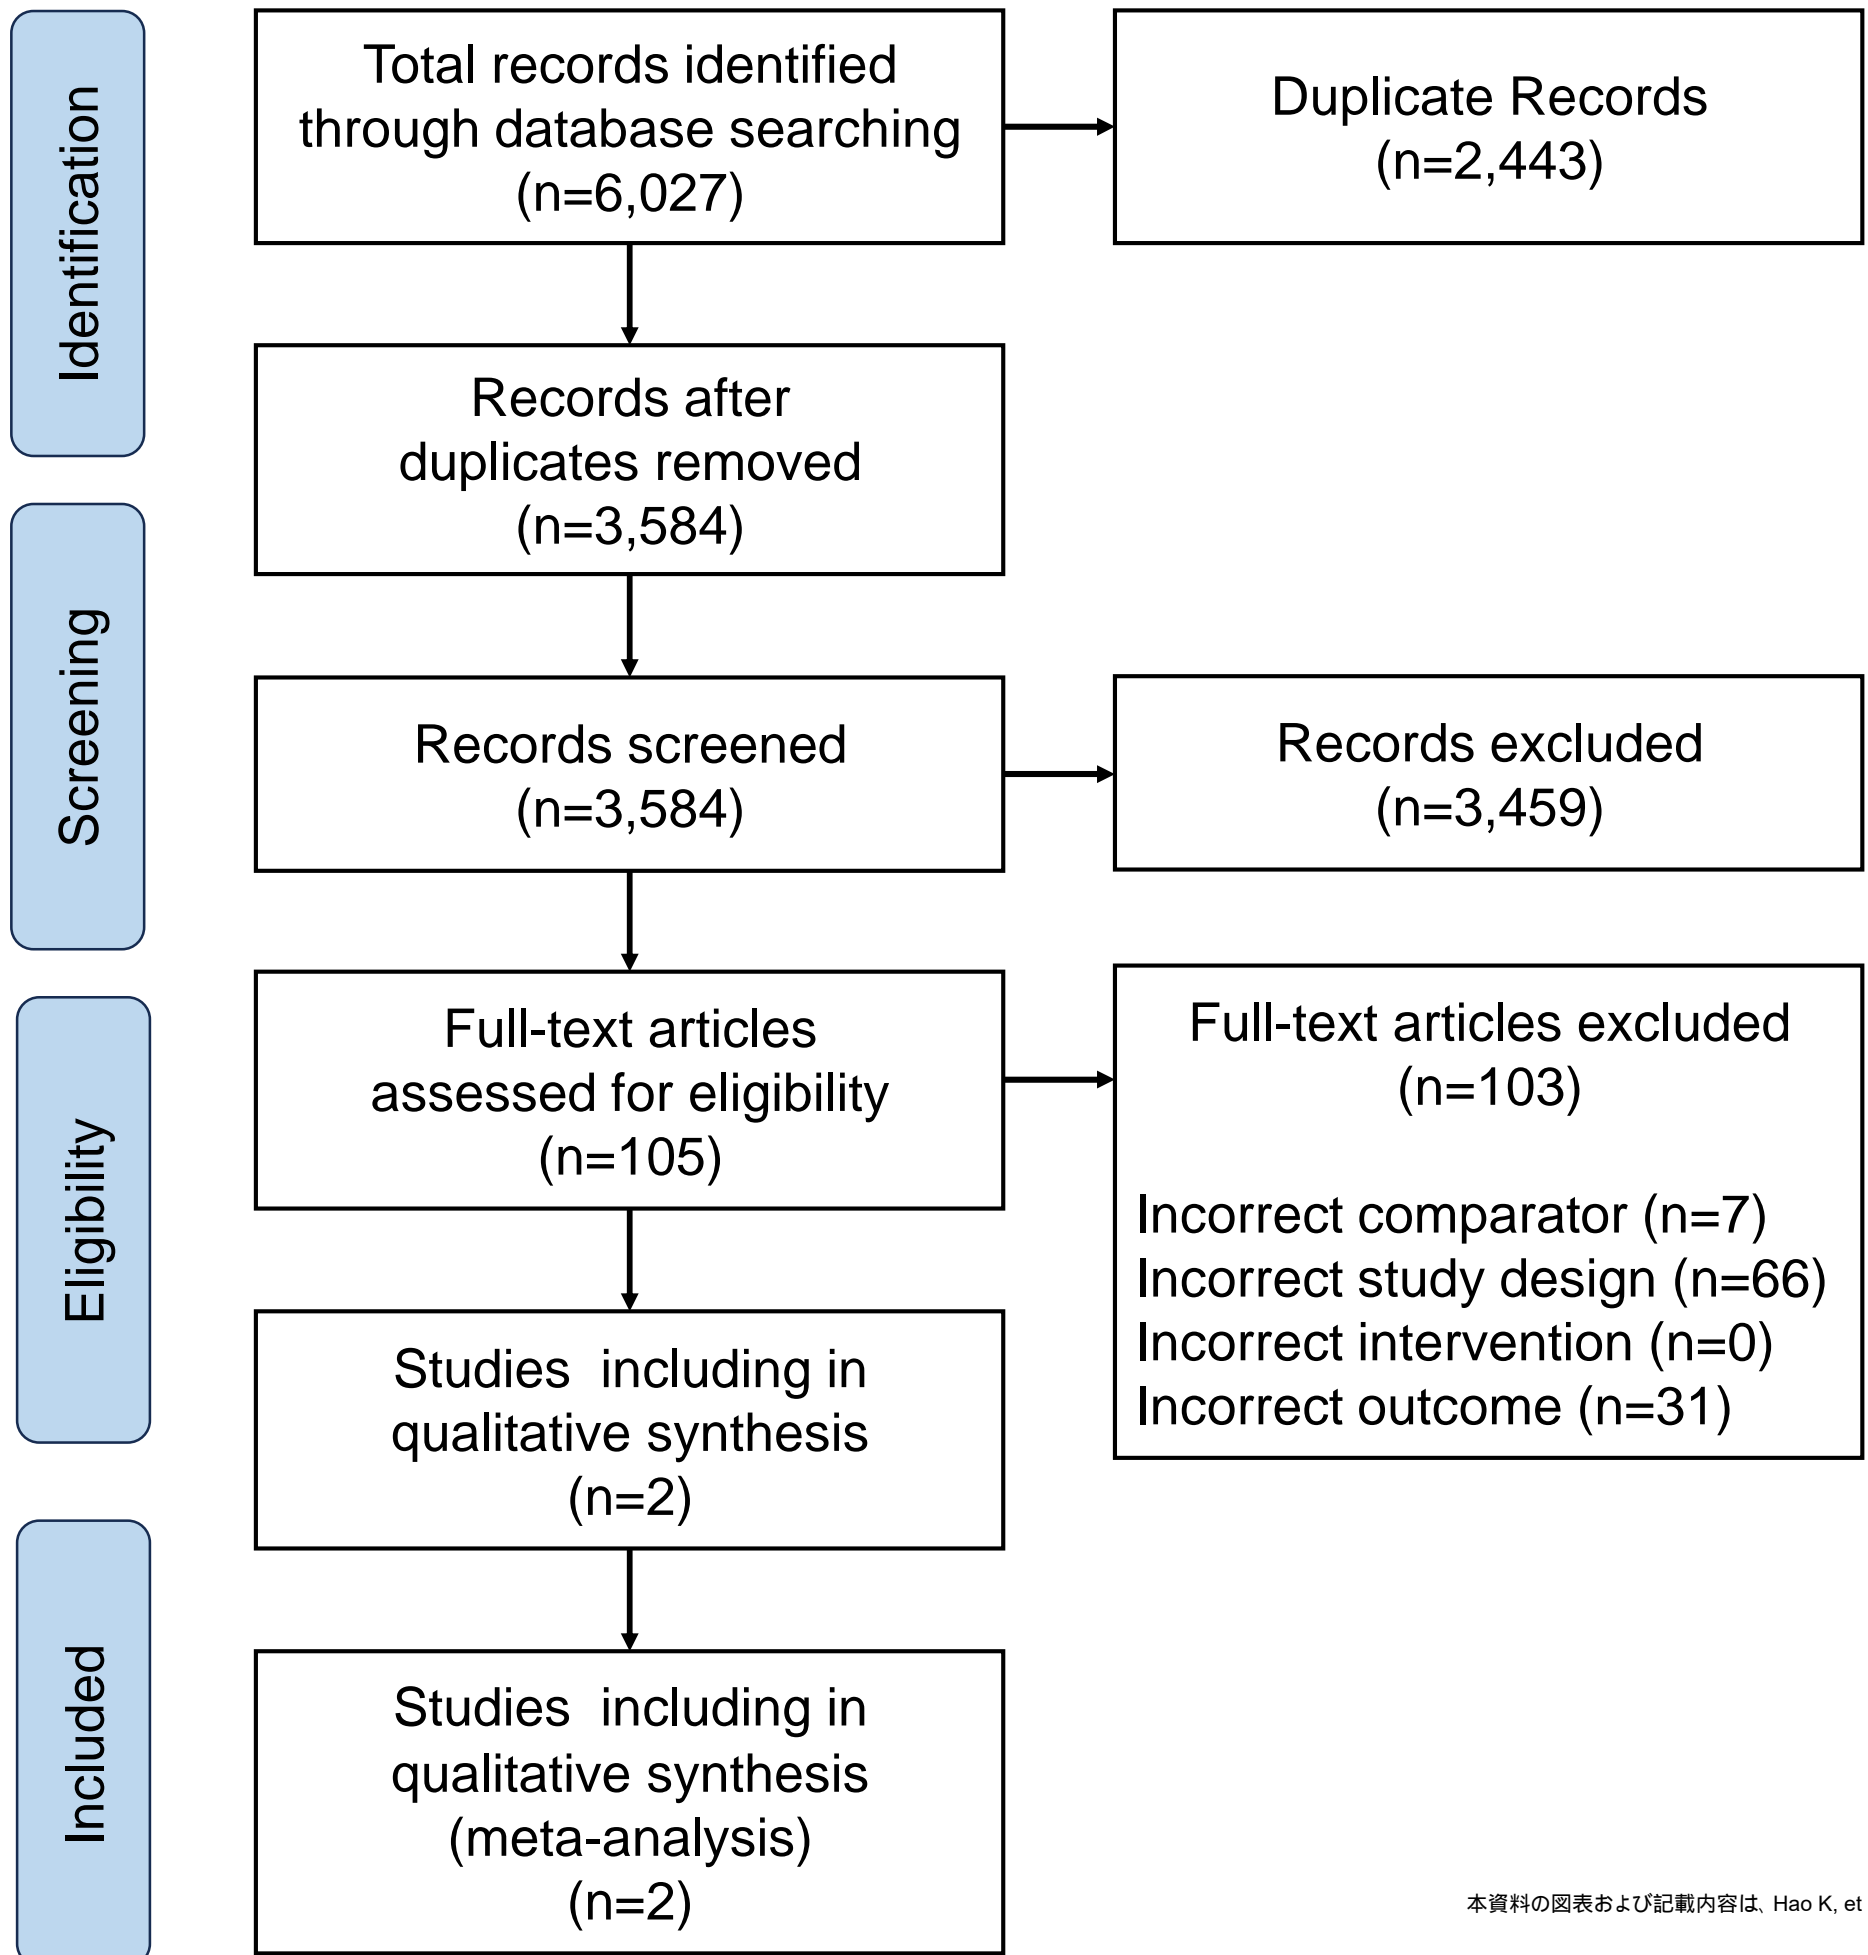 Identification
Total records identified
through database searching
(n=6,027)
Duplicate Records
(n=2,443)
Records after
duplicates removed
(n=3,584)
Screening
Records screened
(n=3,584)
Records excluded
(n=3,459)
Eligibility
Full-text articles
assessed for eligibility
(n=105)
Full-text articles excluded
(n=103)
Incorrect comparator (n=7)
Incorrect study design (n=66)
Incorrect intervention (n=0)
Incorrect outcome (n=31)
Studies  including in
qualitative synthesis
(n=2)
Included
Studies  including in
qualitative synthesis
(meta-analysis)
(n=2)
本資料の図表および記載内容は、Hao K, et